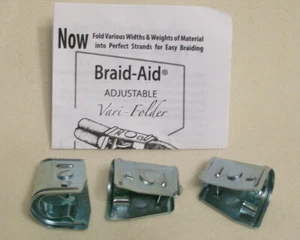 Now Fold Various Widths & Weights of Material
into Perfect Strands for Easy Braiding
Braid-Aid®
ADJUSTABLE
Vari-Folder